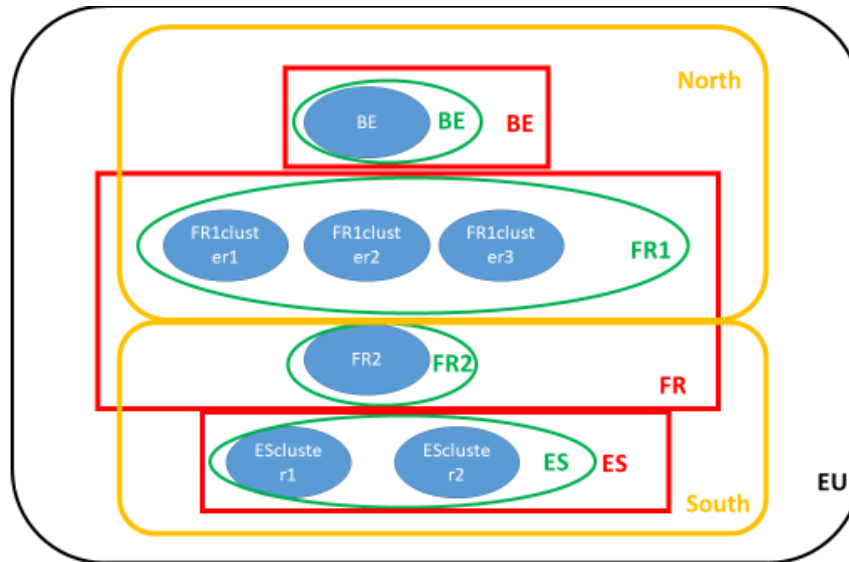 North
BE BE BE
FR1clust FR1clust FR1clust
er1 er2 er3
FR1
FR2 FR2
FR
EScluste EScluste
r1 r2
ES ES
EU
South